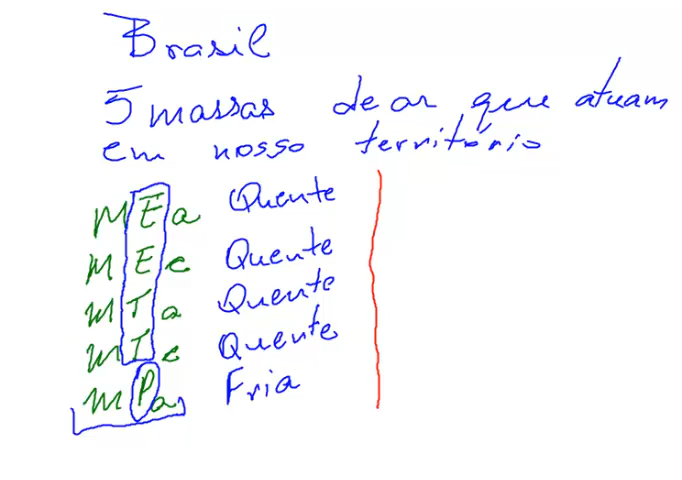 Brasil
5 massas de ar que atuam
em nosso território
MEa Quente
MEc Quente
MTa Quente
MTc Quente
MPa Fria